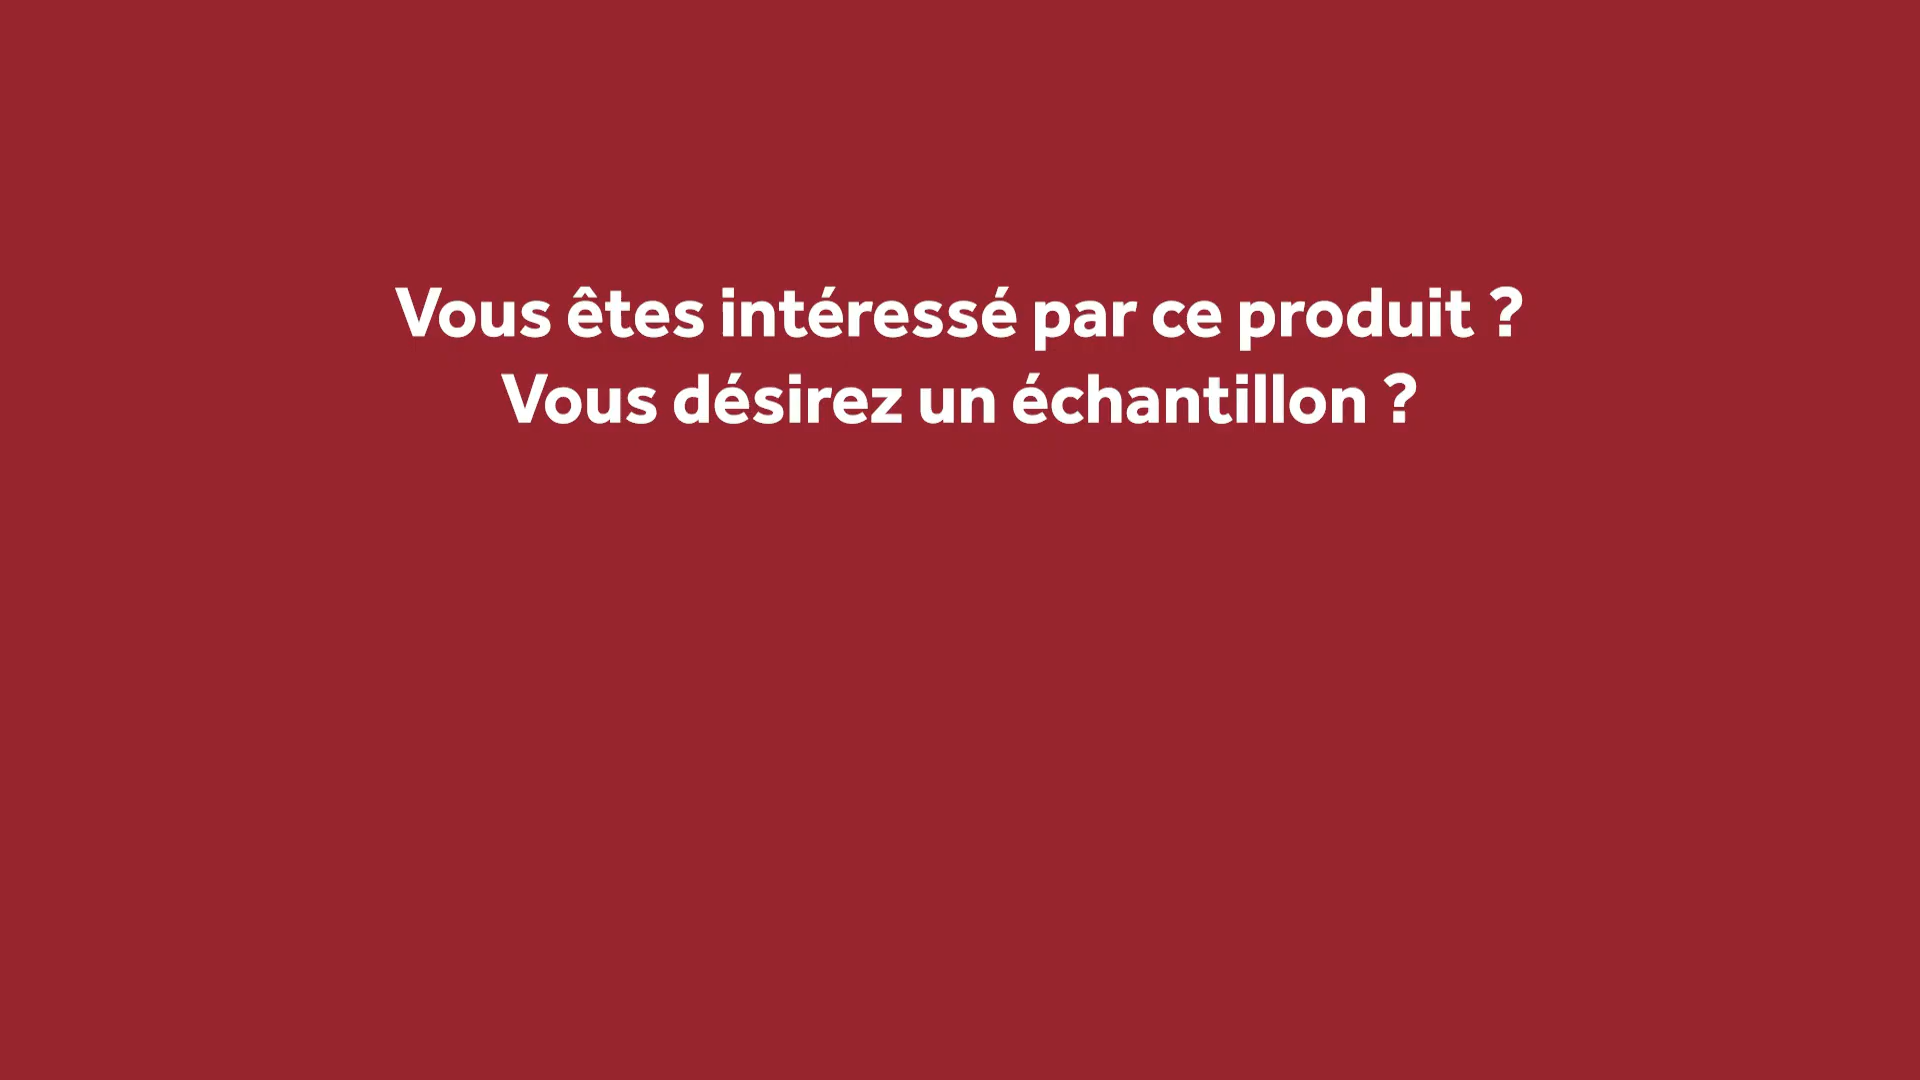 Vous êtes intéressé par ce produit ?
Vous désirez un échantillon ?